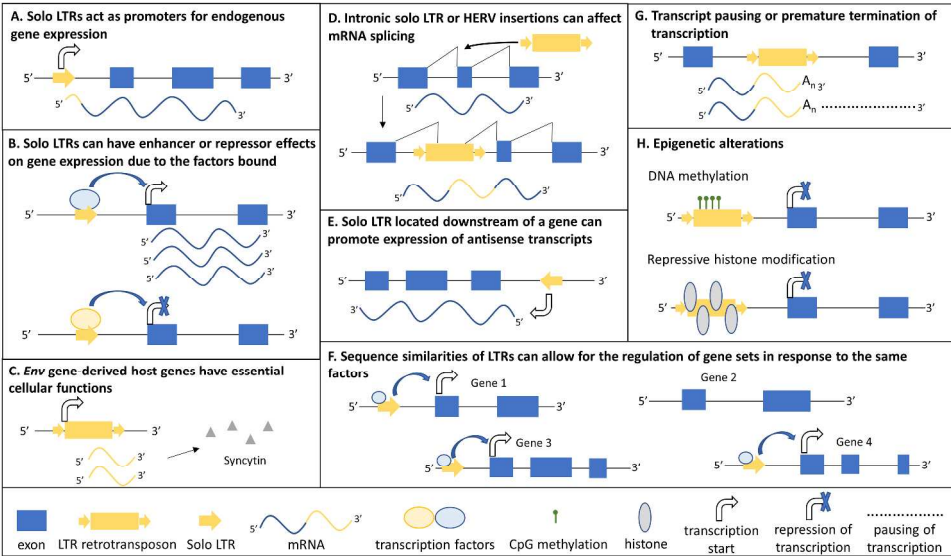 A. Solo LTRs act as promoters for endogenous
gene expression
5'
3'
5'
3'
B. Solo LTRs can have enhancer or repressor effects
on gene expression due to the factors bound
5'
3'
5'
3'
5'
3'
5'
3'
5'
3'
C. Env gene-derived host genes have essential
cellular functions
5'
3'
5'
3'
5'
3'
Syncytin
D. Intronic solo LTR or HERV insertions can affect
mRNA splicing
5'
3'
5'
3'
5'
3'
5'
3'
E. Solo LTR located downstream of a gene can
promote expression of antisense transcripts
5'
3'
3'
5'
F. Sequence similarities of LTRs can allow for the regulation of gene sets in response to the same
factors
Gene 1
5'
3'
Gene 2
5'
3'
Gene 3
5'
3'
Gene 4
5'
3'
G. Transcript pausing or premature termination of
transcription
5'
3'
5'
An 3'
5'
An
3'
H. Epigenetic alterations
DNA methylation
5'
3'
Repressive histone modification
5'
3'
exon
LTR retrotransposon
Solo LTR
mRNA
5'
3'
transcription factors
CpG methylation
histone
transcription
start
repression of
transcription
pausing of
transcription